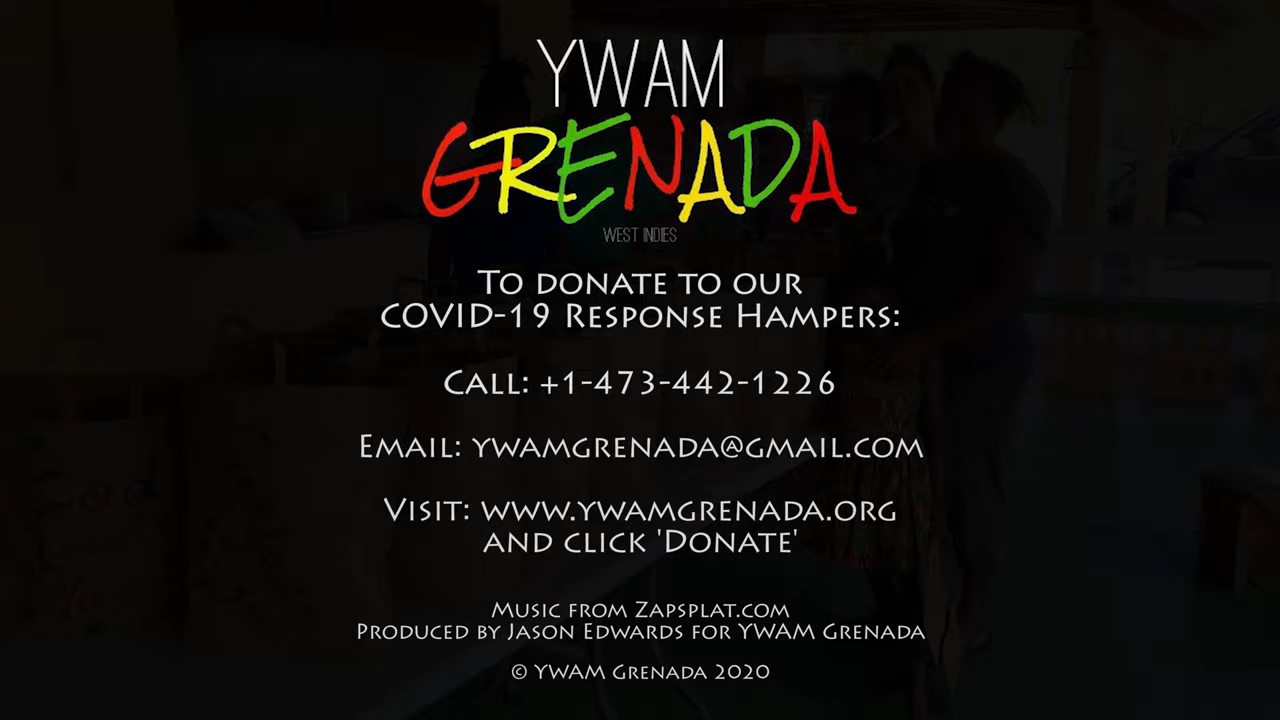 YWAM
GRENADA
WEST INDIES
To donate to our
COVID-19 Response Hampers:
Call: +1-473-442-1226
Email: ywamgrenada@gmail.com
Visit: www.ywamgrenada.org
and click 'Donate'
Music from Zapsplat.com
Produced by Jason Edwards for YWAM Grenada
© YWAM Grenada 2020